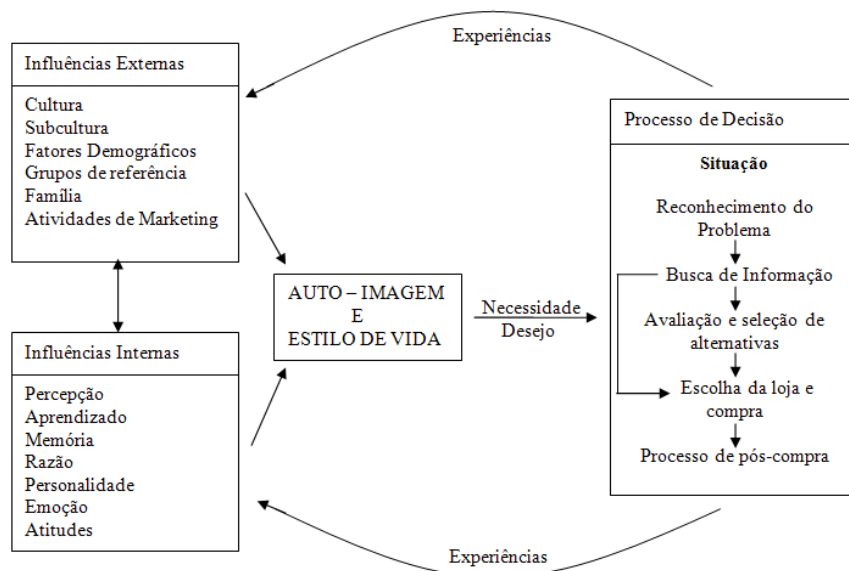 Experiências
Influências Externas
Cultura
Subcultura
Fatores Demográficos
Grupos de referência
Família
Atividades de Marketing
Influências Internas
Percepção
Aprendizado
Memória
Razão
Personalidade
Emoção
Atitudes
AUTO – IMAGEM
E
ESTILO DE VIDA
Necessidade
Desejo
Processo de Decisão
Situação
Reconhecimento do
Problema
Busca de Informação
Avaliação e seleção de
alternativas
Escolha da loja e
compra
Processo de pós-compra
Experiências